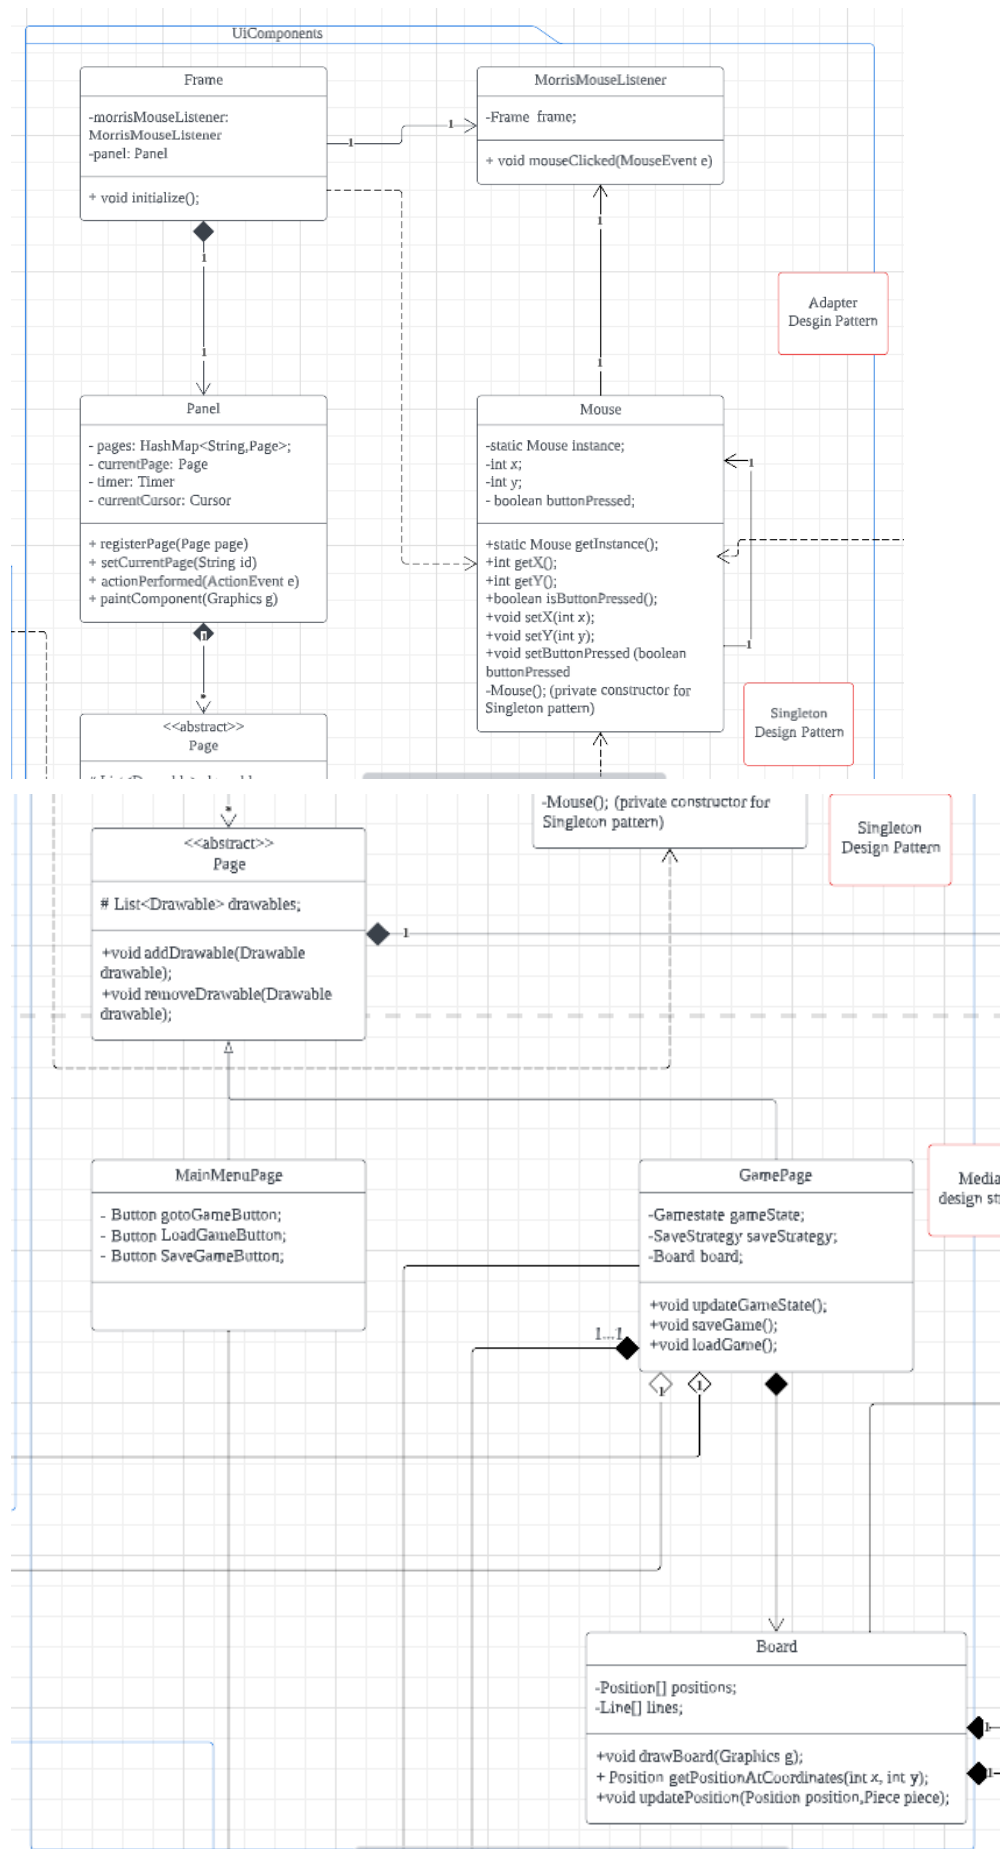 UiComponents
Frame
-morrisMouseListener:
MorrisMouseListener
-panel: Panel
+ void initialize();
MorrisMouseListener
-Frame frame;
+ void mouseClicked(MouseEvent e)
1
1
1
1
1
1
Adapter
Desgin Pattern
Panel
- pages: HashMap<String,Page>;
- currentPage: Page
- timer: Timer
- currentCursor: Cursor
+ registerPage(Page page)
+ setCurrentPage(String id)
+ actionPerformed(ActionEvent e)
+ paintComponent(Graphics g)
Mouse
-static Mouse instance;
-int x;
-int y;
- boolean buttonPressed;
+static Mouse getInstance();
+int getX();
+int getY();
+boolean isButtonPressed();
+void setX(int x);
+void setY(int y);
+void setButtonPressed (boolean
buttonPressed
-Mouse(); (private constructor for
Singleton pattern)
1
1
n
*
Singleton
Design Pattern
<<abstract>>
Page
*
-Mouse(); (private constructor for
Singleton pattern)
Singleton
Design Pattern
<<abstract>>
Page
# List<Drawable> drawables;
+void addDrawable(Drawable
drawable);
+void removeDrawable(Drawable
drawable);
1
MainMenuPage
- Button gotoGameButton;
- Button LoadGameButton;
- Button SaveGameButton;
GamePage
-Gamestate gameState;
-SaveStrategy saveStrategy;
-Board board;
+void updateGameState();
+void saveGame();
+void loadGame();
Media
design st
1...1
1
1
Board
-Position[] positions;
-Line[] lines;
+void drawBoard(Graphics g);
+ Position getPositionAtCoordinates(int x, int y);
+void updatePosition(Position position,Piece piece);
1
1